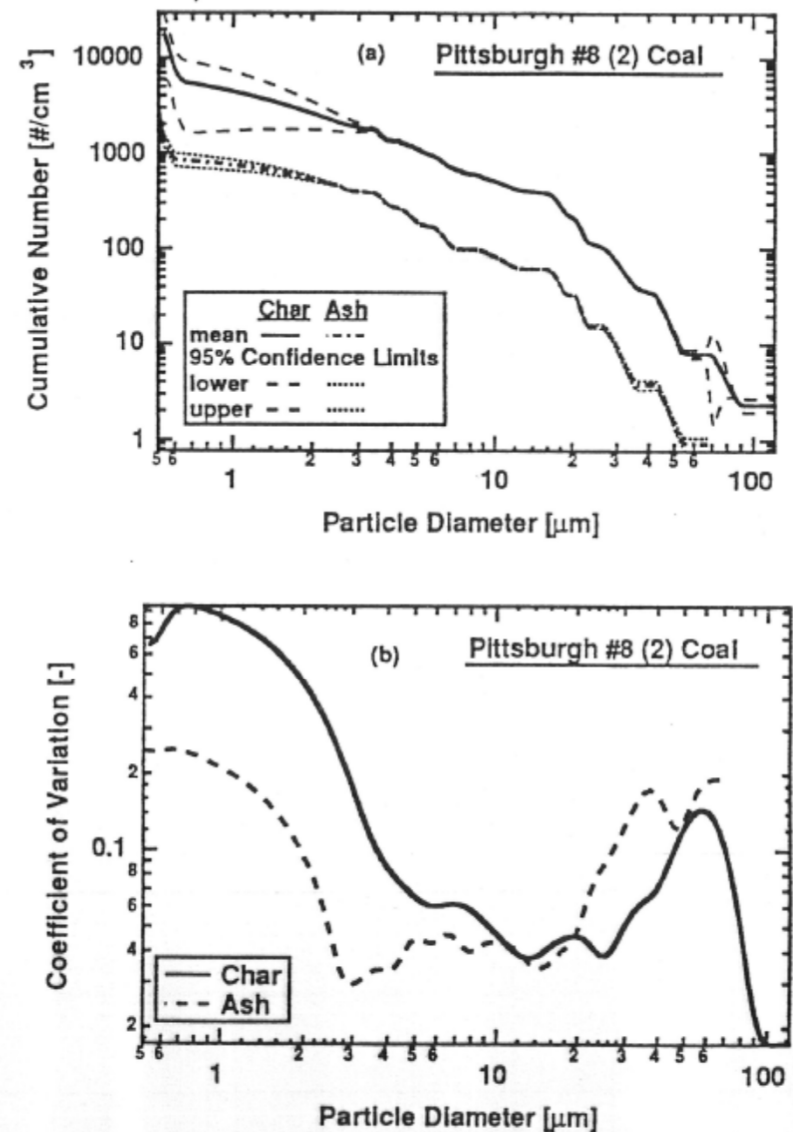 (a) Pittsburgh #8 (2) Coal
Cumulative Number [#/cm ³]
10000
1000
100
10
1
Char Ash
mean
95% Confidence Limits
lower
upper
5 6 2 3 4 5 6 2 3 4 5 6
1 10 100
Particle Diameter [µm]
(b) Pittsburgh #8 (2) Coal
Coefficient of Variation [-]
8
6
4
2
0.1
8
6
4
2
Char
Ash
5 6 2 3 4 5 6 2 3 4 5 6
1 10 100
Particle Diameter [µm]